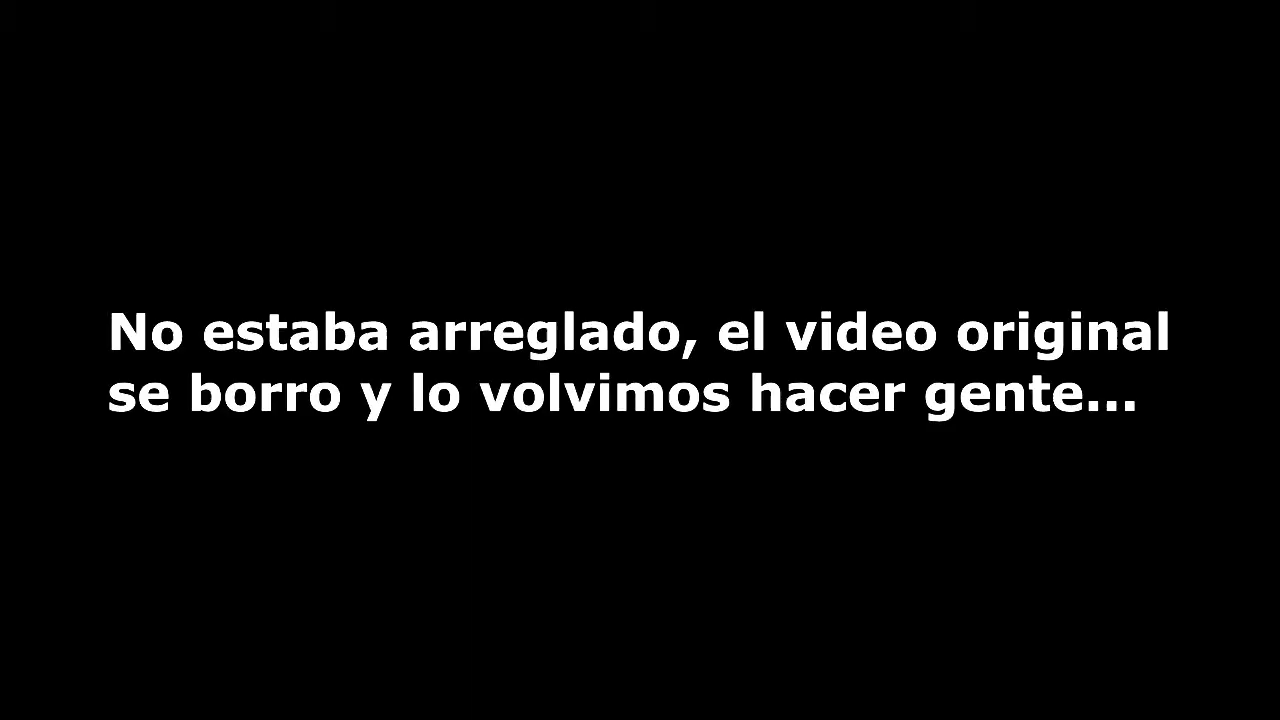 No estaba arreglado, el video original
se borro y lo volvimos hacer gente...